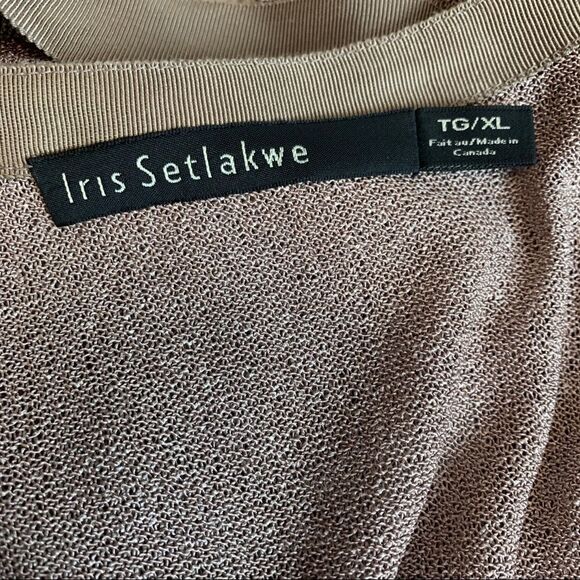 Iris Setlakwe
TG/XL
Fait au/Made in
Canada